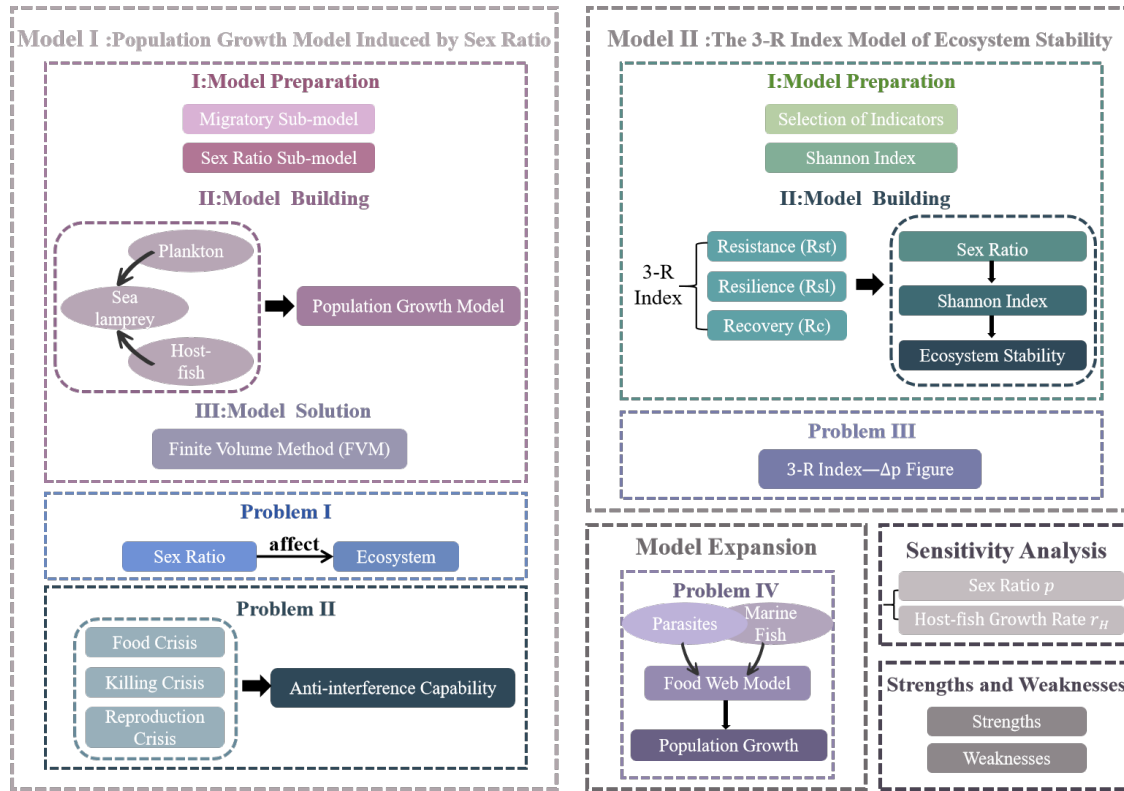 Model I :Population Growth Model Induced by Sex Ratio
I:Model Preparation
Migratory Sub-model
Sex Ratio Sub-model
II:Model Building
Plankton
Sea
lamprey
Host-
fish
Population Growth Model
III:Model Solution
Finite Volume Method (FVM)
Problem I
Sex Ratio
affect
Ecosystem
Problem II
Food Crisis
Killing Crisis
Reproduction
Crisis
Anti-interference Capability
Model II :The 3-R Index Model of Ecosystem Stability
I:Model Preparation
Selection of Indicators
Shannon Index
II:Model Building
3-R
Index
Resistance (Rst)
Resilience (Rsl)
Recovery (Rc)
Sex Ratio
Shannon Index
Ecosystem Stability
Problem III
3-R Index—Δp Figure
Model Expansion
Problem IV
Parasites
Marine
Fish
Food Web Model
Population Growth
Sensitivity Analysis
Sex Ratio p
Host-fish Growth Rate r_H
Strengths and Weaknesses
Strengths
Weaknesses